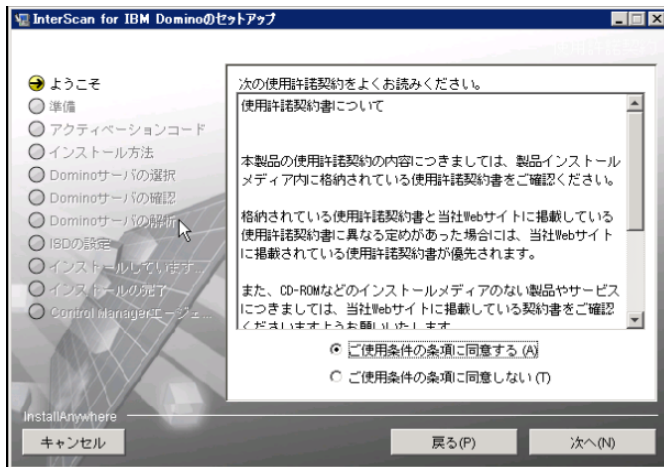 InterScan for IBM Dominoのセットアップ
ようこそ
準備
アクティベーションコード
インストール方法
Dominoサーバの選択
Dominoサーバの確認
Dominoサーバの解析
ISDの設定
インストールしています...
インストールの完了
Control Managerエージェ...
次の使用許諾契約をよくお読みください。
使用許諾契約書について
本製品の使用許諾契約の内容につきましては、製品インストール
メディア内に格納されている使用許諾契約書をご確認ください。
格納されている使用許諾契約書と当社Webサイトに掲載している
使用許諾契約書に異なる定めがあった場合には、当社Webサイト
に掲載されている使用許諾契約書が優先されます。
また、CD-ROMなどのインストールメディアのない製品やサービス
につきましては、当社Webサイトに掲載している契約書をご確認
くださいますようお願いいたします
ご使用条件の条項に同意する (A)
ご使用条件の条項に同意しない (T)
InstallAnywhere
キャンセル
戻る(P)
次へ(N)